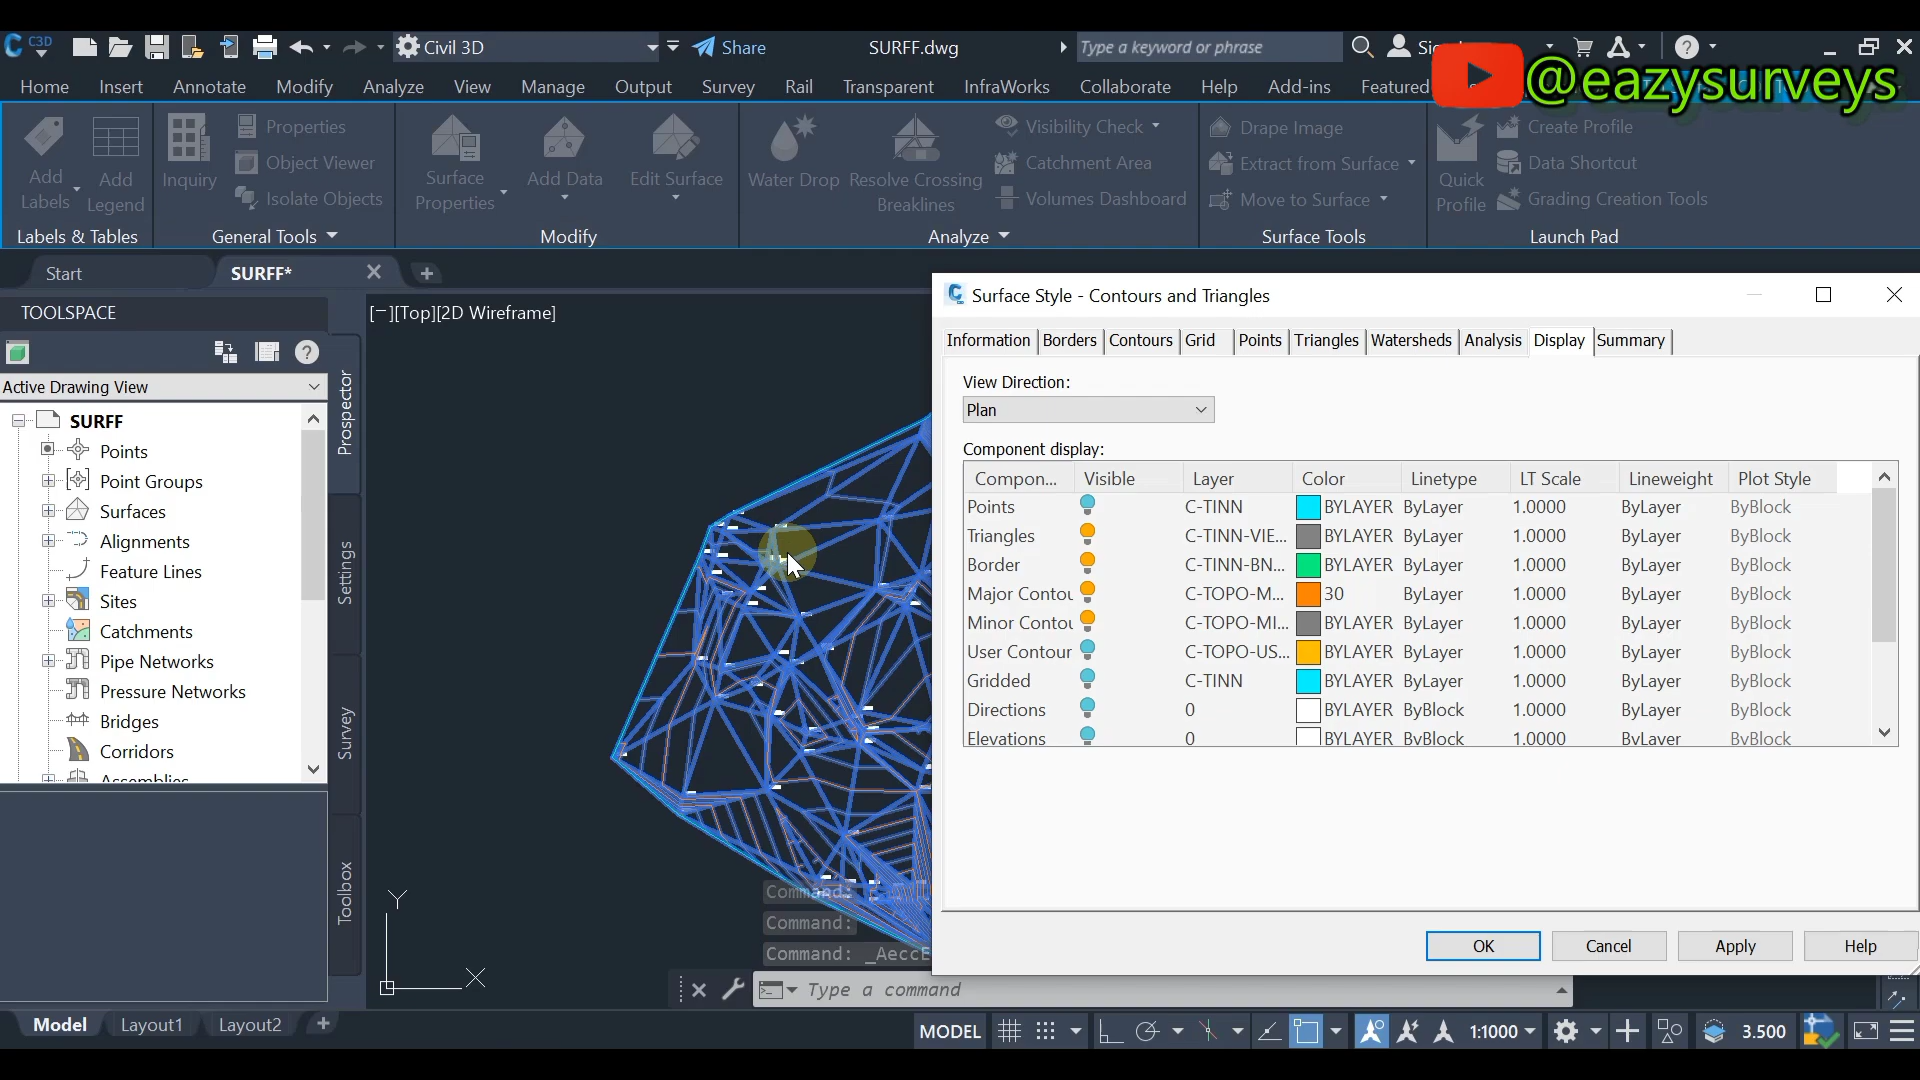 C3D
Civil 3D
Share
SURFF.dwg
Type a keyword or phrase
@eazysurveys
Home Insert Annotate Modify Analyze View Manage Output Survey Rail Transparent InfraWorks Collaborate Help Add-ins Featured
Add Labels
Add Legend
Labels & Tables
Inquiry
Properties
Object Viewer
Isolate Objects
General Tools
Surface Properties
Add Data
Edit Surface
Modify
Water Drop
Resolve Crossing Breaklines
Visibility Check
Catchment Area
Volumes Dashboard
Analyze
Drape Image
Extract from Surface
Move to Surface
Surface Tools
Quick Profile
Create Profile
Data Shortcut
Grading Creation Tools
Launch Pad
Start
SURFF*
TOOLSPACE
Active Drawing View
SURFF
Points
Point Groups
Surfaces
Alignments
Feature Lines
Sites
Catchments
Pipe Networks
Pressure Networks
Bridges
Corridors
Assemblies
Prospector
Settings
Survey
Toolbox
[−][Top][2D Wireframe]
Y
X
Command:
Command:
Command: _AeccE
Type a command
Surface Style - Contours and Triangles
Information Borders Contours Grid Points Triangles Watersheds Analysis Display Summary
View Direction:
Plan
Component display:
Compon... Visible Layer Color Linetype LT Scale Lineweight Plot Style
Points C-TINN BYLAYER ByLayer 1.0000 ByLayer ByBlock
Triangles C-TINN-VIE... BYLAYER ByLayer 1.0000 ByLayer ByBlock
Border C-TINN-BN... BYLAYER ByLayer 1.0000 ByLayer ByBlock
Major Contou C-TOPO-M... 30 ByLayer 1.0000 ByLayer ByBlock
Minor Contou C-TOPO-MI... BYLAYER ByLayer 1.0000 ByLayer ByBlock
User Contour C-TOPO-US... BYLAYER ByLayer 1.0000 ByLayer ByBlock
Gridded C-TINN BYLAYER ByLayer 1.0000 ByLayer ByBlock
Directions 0 BYLAYER ByBlock 1.0000 ByLayer ByBlock
Elevations 0 BYLAYER ByBlock 1.0000 ByLayer ByBlock
OK Cancel Apply Help
Model Layout1 Layout2
MODEL 1:1000 3.500